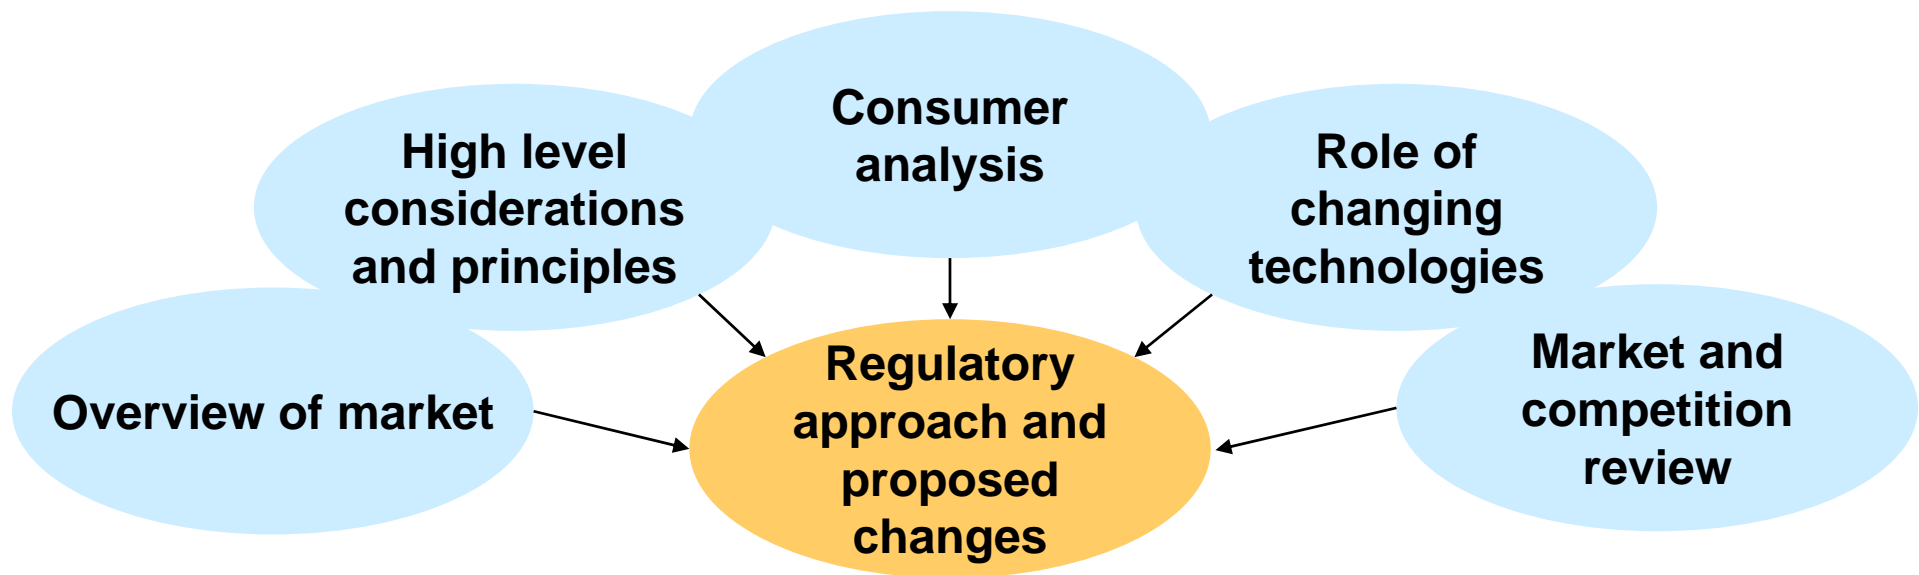 Consumer
analysis
High level
considerations
and principles
Role of
changing
technologies
Overview of market
Regulatory
approach and
proposed
changes
Market and
competition
review